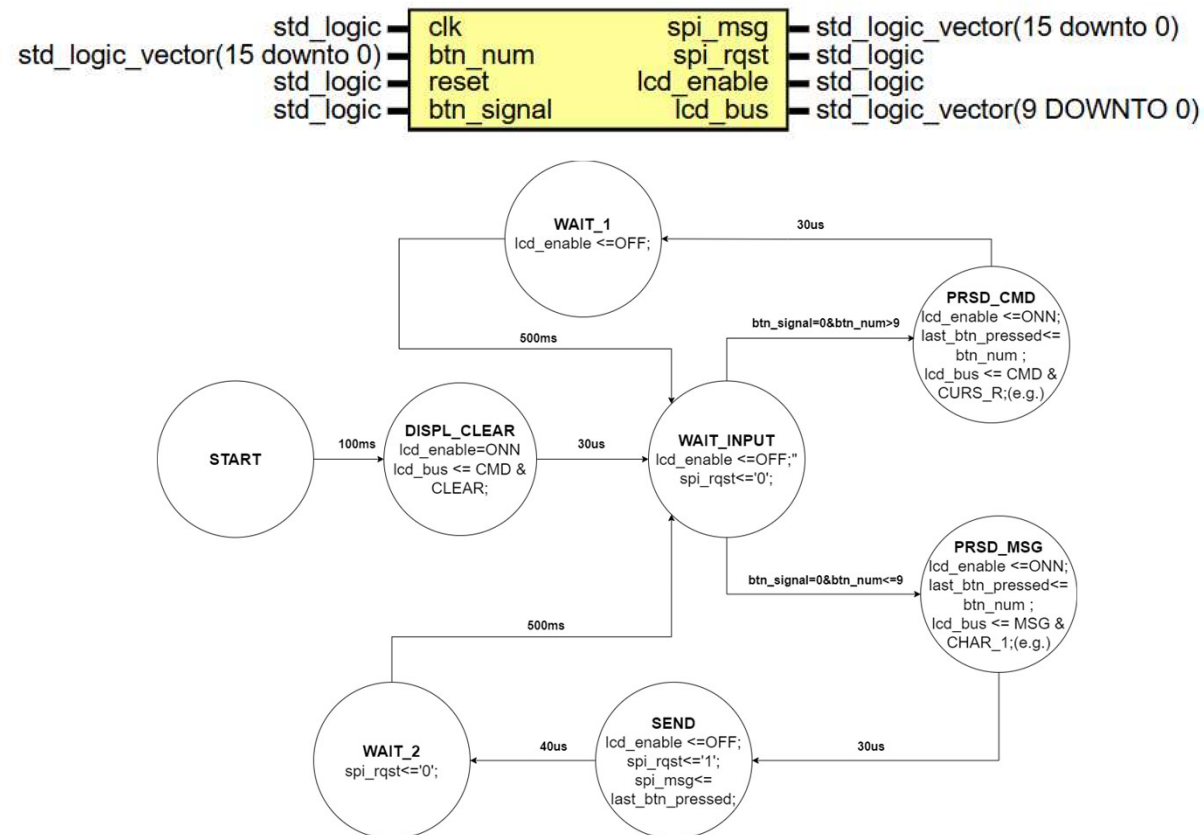 std_logic clk spi_msg std_logic_vector(15 downto 0)
std_logic_vector(15 downto 0) btn_num spi_rqst std_logic
std_logic reset lcd_enable std_logic
std_logic btn_signal lcd_bus std_logic_vector(9 DOWNTO 0)
WAIT_1
lcd_enable <=OFF;
30us
500ms
PRSD_CMD
lcd_enable <=ONN;
last_btn_pressed<=
btn_num ;
lcd_bus <= CMD &
CURS_R;(e.g.)
btn_signal=0&btn_num>9
START
100ms
DISPL_CLEAR
lcd_enable=ONN
lcd_bus <= CMD &
CLEAR;
30us
WAIT_INPUT
lcd_enable <=OFF;"
spi_rqst<='0';
btn_signal=0&btn_num<=9
PRSD_MSG
lcd_enable <=ONN;
last_btn_pressed<=
btn_num ;
lcd_bus <= MSG &
CHAR_1;(e.g.)
500ms
WAIT_2
spi_rqst<='0';
40us
SEND
lcd_enable <=OFF;
spi_rqst<='1';
spi_msg<=
last_btn_pressed;
30us